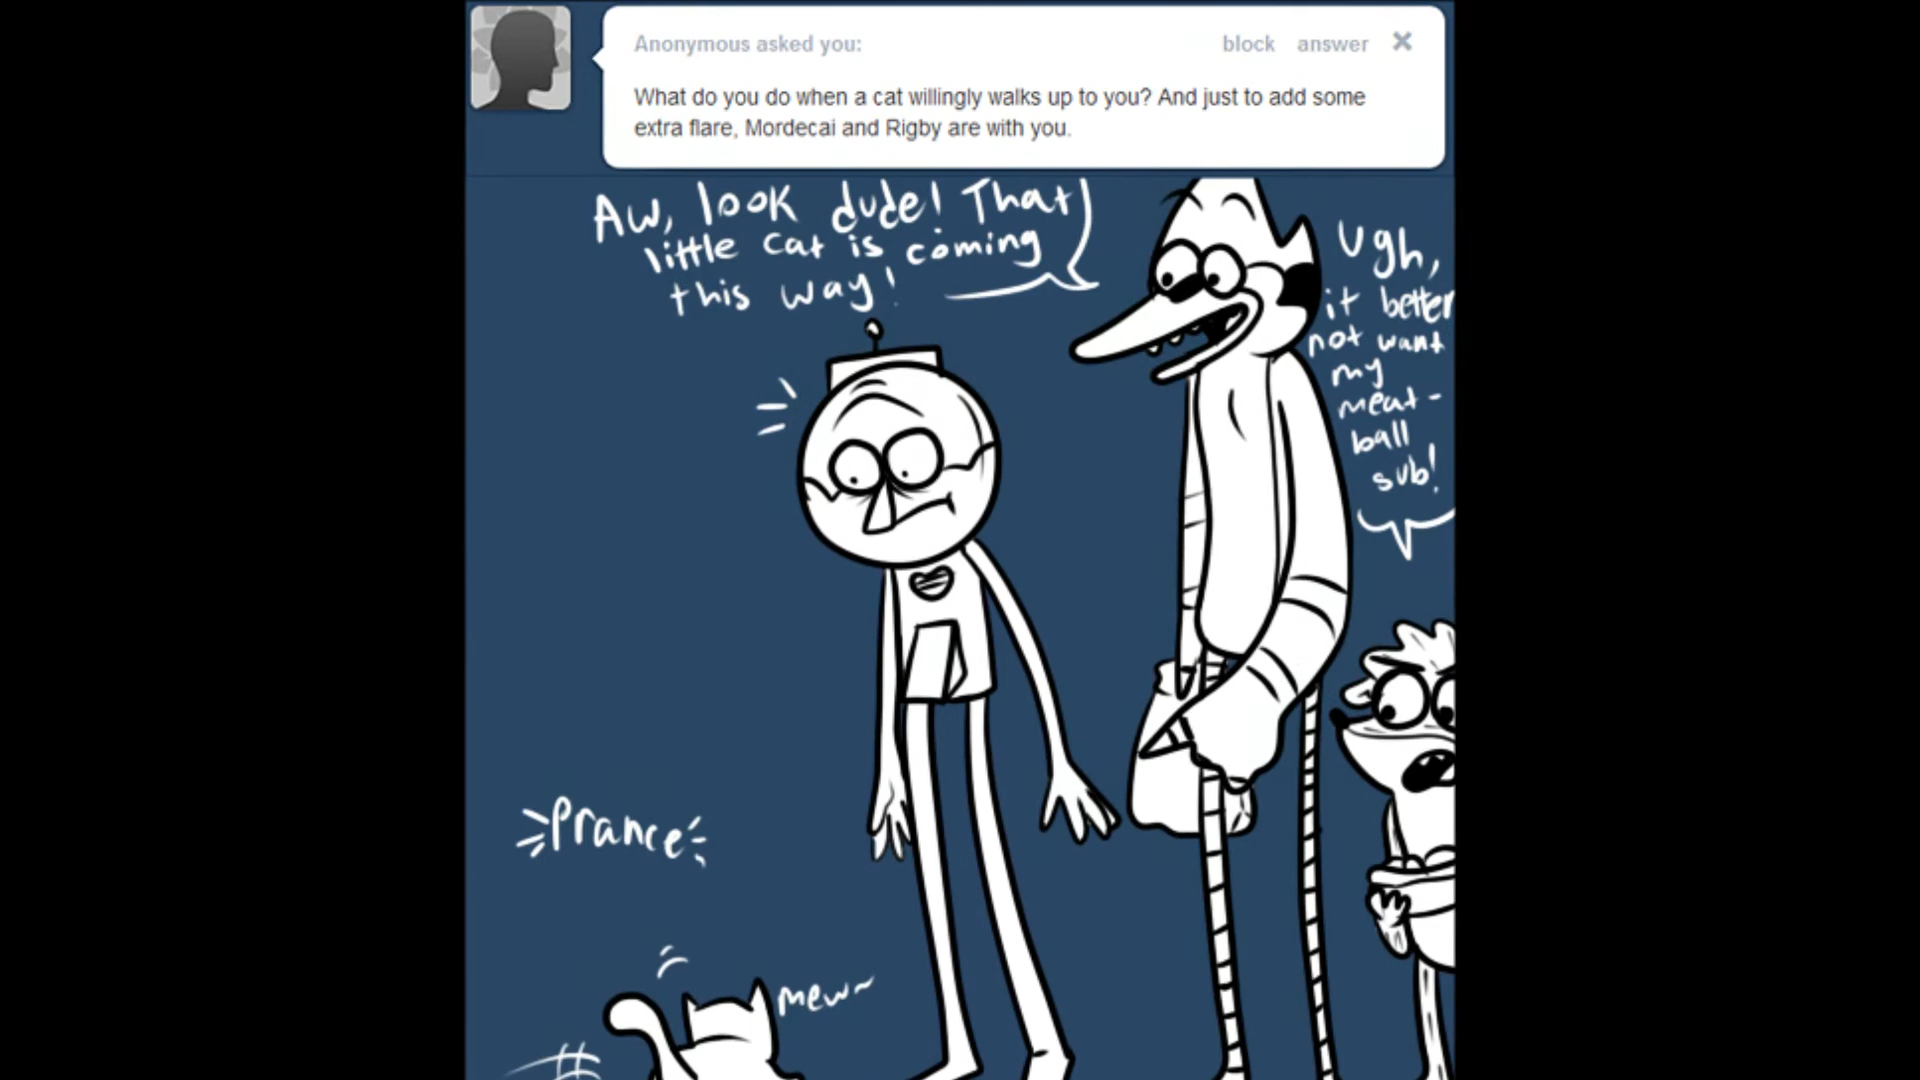 Anonymous asked you:
block answer
What do you do when a cat willingly walks up to you? And just to add some
extra flare, Mordecai and Rigby are with you.
Aw, look dude! That
little cat is coming
this way!
Ugh,
it better
not want
my
meat-
ball
sub!
Prance
mew~